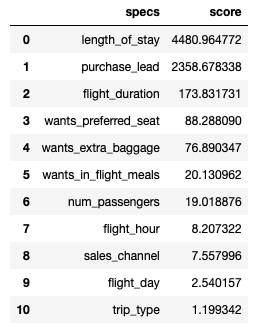 specs score
0 length_of_stay 4480.964772
1 purchase_lead 2358.678338
2 flight_duration 173.831731
3 wants_preferred_seat 88.288090
4 wants_extra_baggage 76.890347
5 wants_in_flight_meals 20.130962
6 num_passengers 19.018876
7 flight_hour 8.207322
8 sales_channel 7.557996
9 flight_day 2.540157
10 trip_type 1.199342